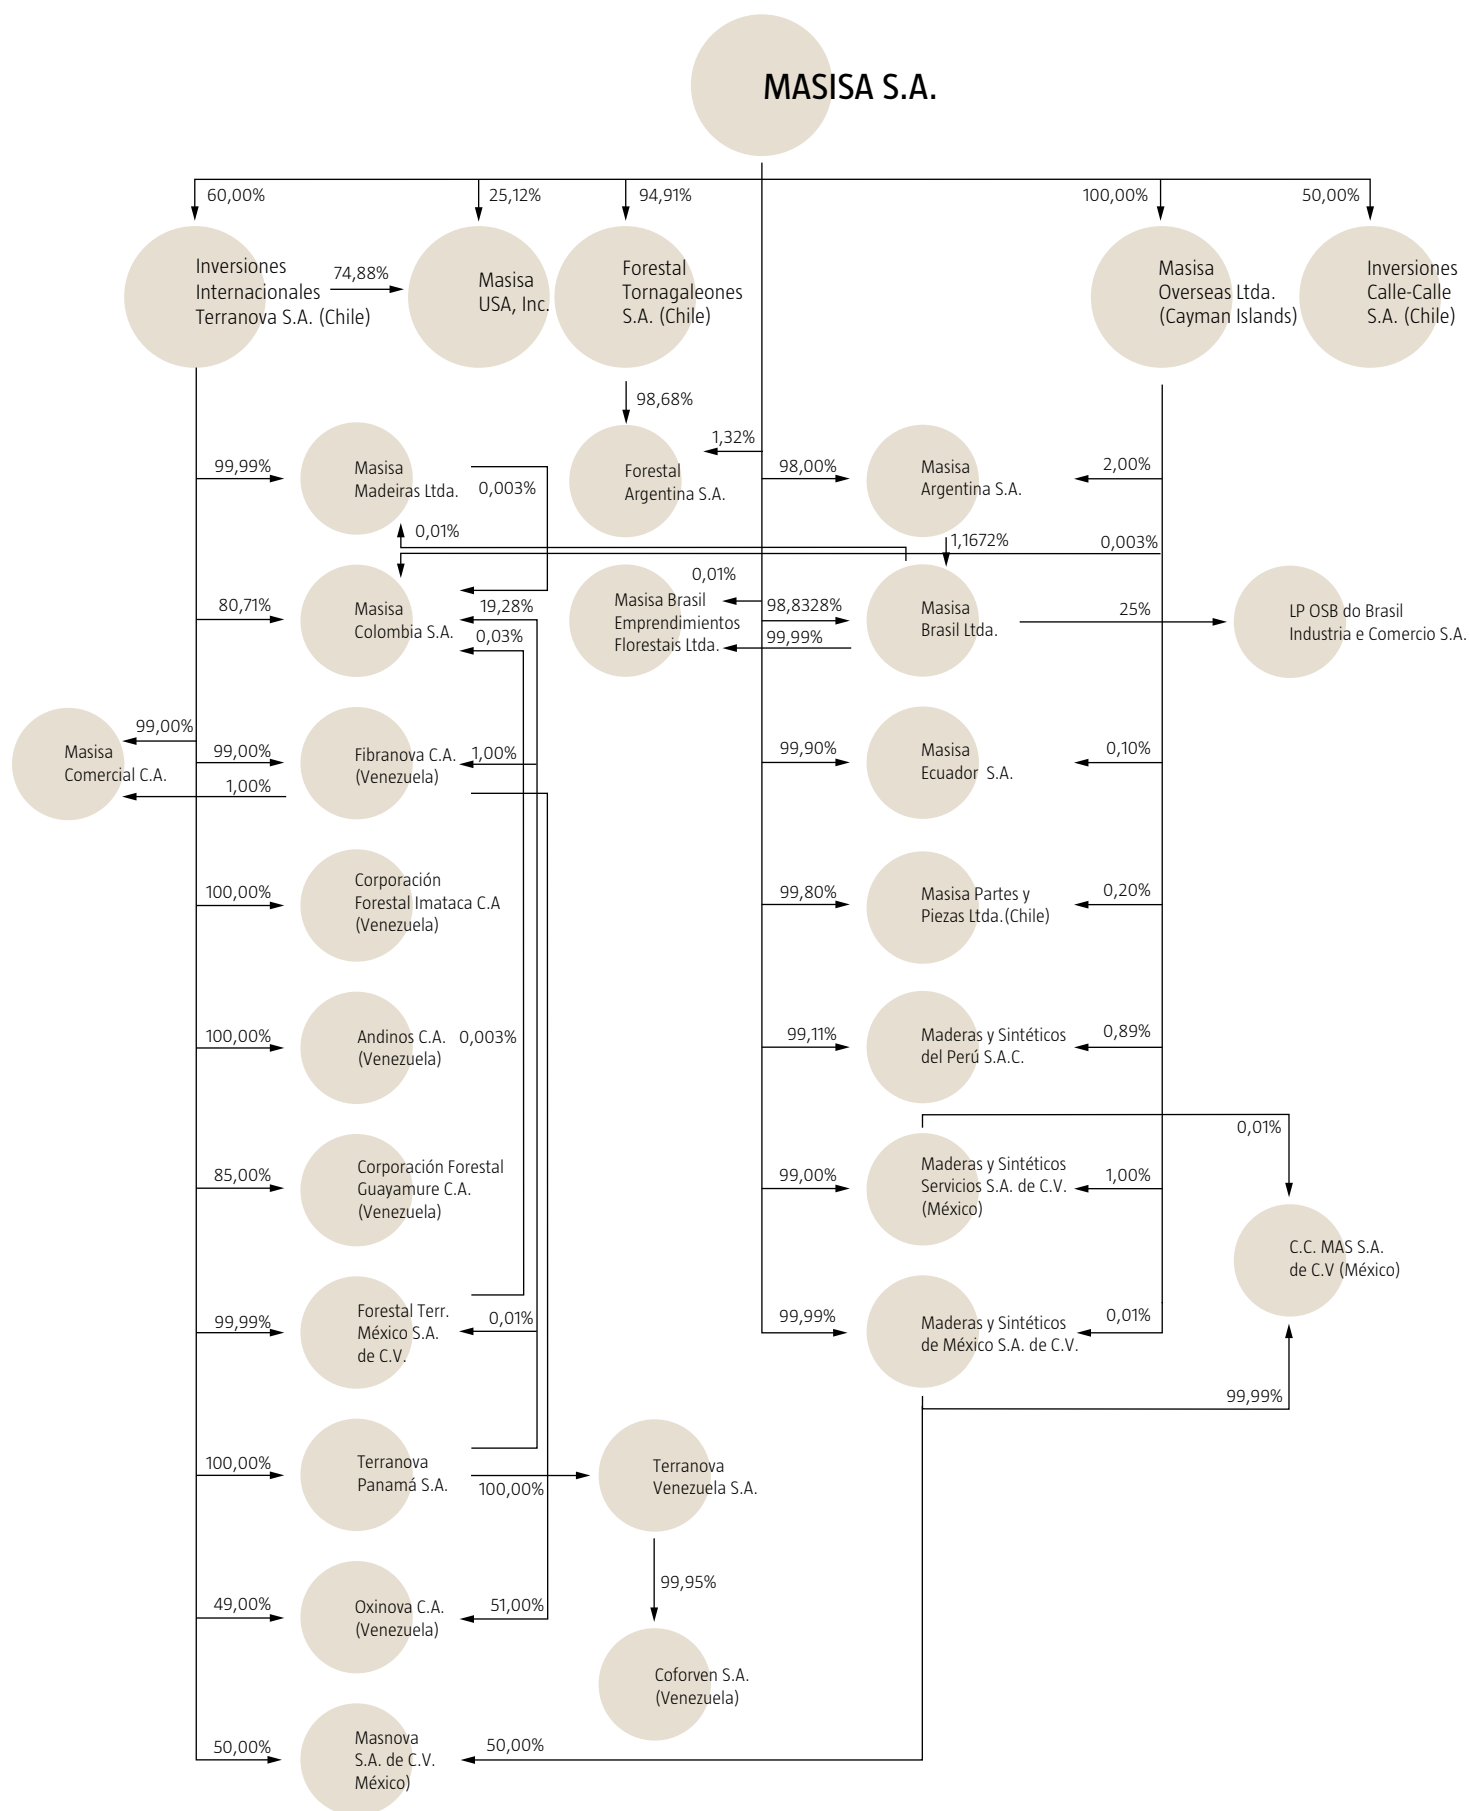 MASISA S.A.
60,00%
25,12%
94,91%
100,00%
50,00%
Inversiones
Internacionales
Terranova S.A. (Chile)
74,88%
Masisa
USA, Inc.
Forestal
Tornagaleones
S.A. (Chile)
Masisa
Overseas Ltda.
(Cayman Islands)
Inversiones
Calle-Calle
S.A. (Chile)
98,68%
1,32%
99,99%
Masisa
Madeiras Ltda.
0,003%
Forestal
Argentina S.A.
98,00%
Masisa
Argentina S.A.
2,00%
0,01%
1,1672%
0,003%
80,71%
Masisa
Colombia S.A.
19,28%
0,03%
0,01%
Masisa Brasil
Emprendimientos
Florestais Ltda.
98,8328%
99,99%
Masisa
Brasil Ltda.
25%
LP OSB do Brasil
Industria e Comercio S.A.
Masisa
Comercial C.A.
99,00%
99,00%
1,00%
Fibranova C.A.
(Venezuela)
1,00%
99,90%
Masisa
Ecuador S.A.
0,10%
100,00%
Corporación
Forestal Imataca C.A
(Venezuela)
99,80%
Masisa Partes y
Piezas Ltda.(Chile)
0,20%
100,00%
Andinos C.A.
(Venezuela)
0,003%
99,11%
Maderas y Sintéticos
del Perú S.A.C.
0,89%
0,01%
85,00%
Corporación Forestal
Guayamure C.A.
(Venezuela)
99,00%
Maderas y Sintéticos
Servicios S.A. de C.V.
(México)
1,00%
C.C. MAS S.A.
de C.V (México)
99,99%
Forestal Terr.
México S.A.
de C.V.
0,01%
99,99%
Maderas y Sintéticos
de México S.A. de C.V.
0,01%
99,99%
100,00%
Terranova
Panamá S.A.
100,00%
Terranova
Venezuela S.A.
99,95%
49,00%
Oxinova C.A.
(Venezuela)
51,00%
Coforven S.A.
(Venezuela)
50,00%
Masnova
S.A. de C.V.
México)
50,00%